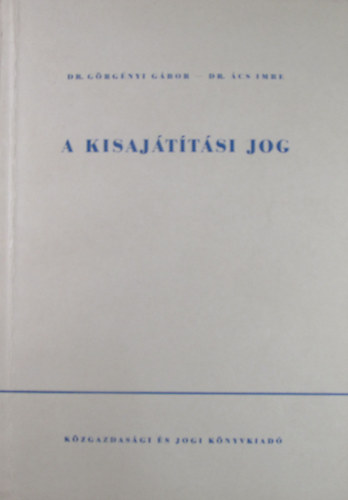 DR. GÖRGÉNYI GÁBOR — DR. ÁCS IMRE
A KISAJÁTÍTÁSI JOG
KÖZGAZDASÁGI ÉS JOGI KÖNYVKIADÓ